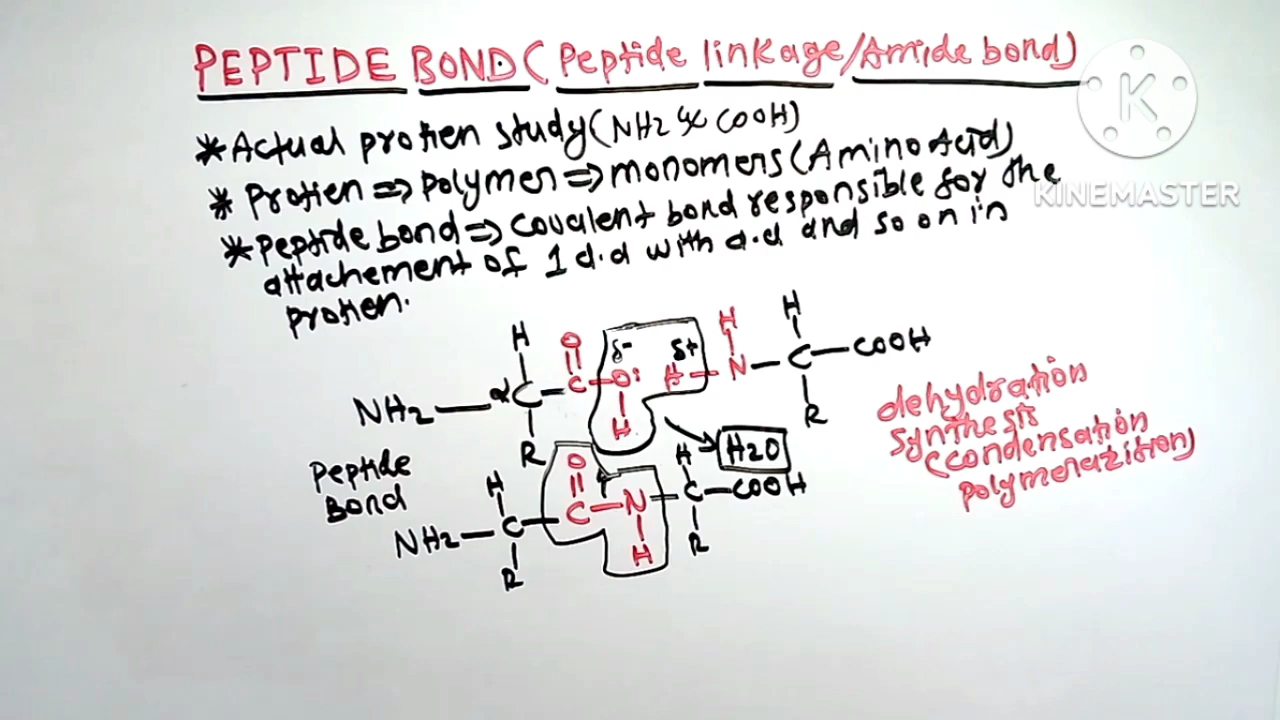 PEPTIDE BOND( Peptide linkage/Amide bond)
*Actual protien study(NH2 & COOH)
* Protien => polymer => monomers(Amino Acid)
*Peptide bond=> covalent bond responsible for the
attachement of 1 a.a with a.a and so on in
protien.
H O δ- δ+ H H
NH2 α C C O: H N C COOH
R H R
H2O
dehydration
synthesis
(condensation
polymerazition)
Peptide
Bond
H O H
NH2 C C N C COOH
R H R
K
KINEMASTER